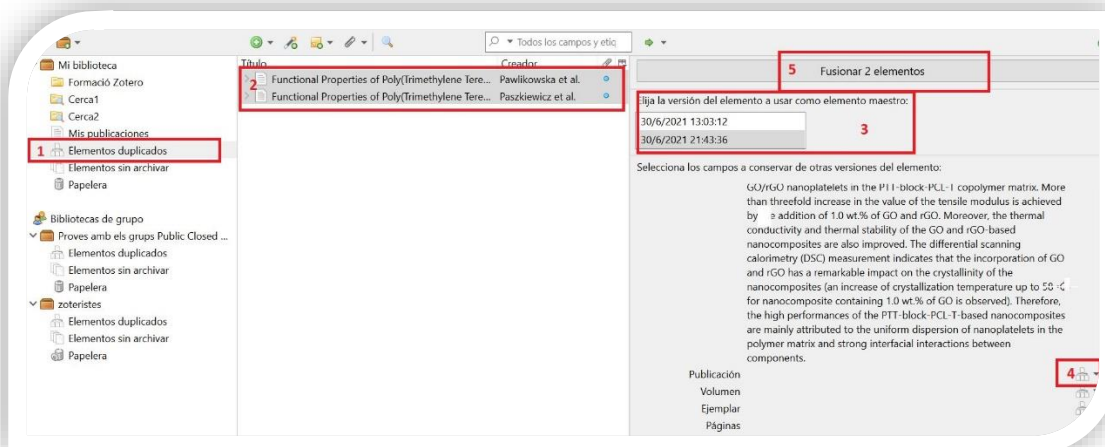 Todos los campos y etiq
Mi biblioteca
Formació Zotero
Cerca1
Cerca2
Mis publicaciones
1 Elementos duplicados
Elementos sin archivar
Papelera
Bibliotecas de grupo
Proves amb els grups Public Closed ...
Elementos duplicados
Elementos sin archivar
Papelera
zoteristes
Elementos duplicados
Elementos sin archivar
Papelera
Título Creador
2 Functional Properties of Poly(Trimethylene Tere... Pawlikowska et al.
Functional Properties of Poly(Trimethylene Tere... Paszkiewicz et al.
5 Fusionar 2 elementos
Elija la versión del elemento a usar como elemento maestro:
30/6/2021 13:03:12
3
30/6/2021 21:43:36
Selecciona los campos a conservar de otras versiones del elemento:
GO/rGO nanoplatelets in the PTT-block-PCL-T copolymer matrix. More
than threefold increase in the value of the tensile modulus is achieved
by e addition of 1.0 wt.% of GO and rGO. Moreover, the thermal
conductivity and thermal stability of the GO and rGO-based
nanocomposites are also improved. The differential scanning
calorimetry (DSC) measurement indicates that the incorporation of GO
and rGO has a remarkable impact on the crystallinity of the
nanocomposites (an increase of crystallization temperature up to
for nanocomposite containing 1.0 wt.% of GO is observed). Therefore,
the high performances of the PTT-block-PCL-T-based nanocomposites
are mainly attributed to the uniform dispersion of nanoplatelets in the
polymer matrix and strong interfacial interactions between
components.
Publicación 4
Volumen
Ejemplar
Páginas